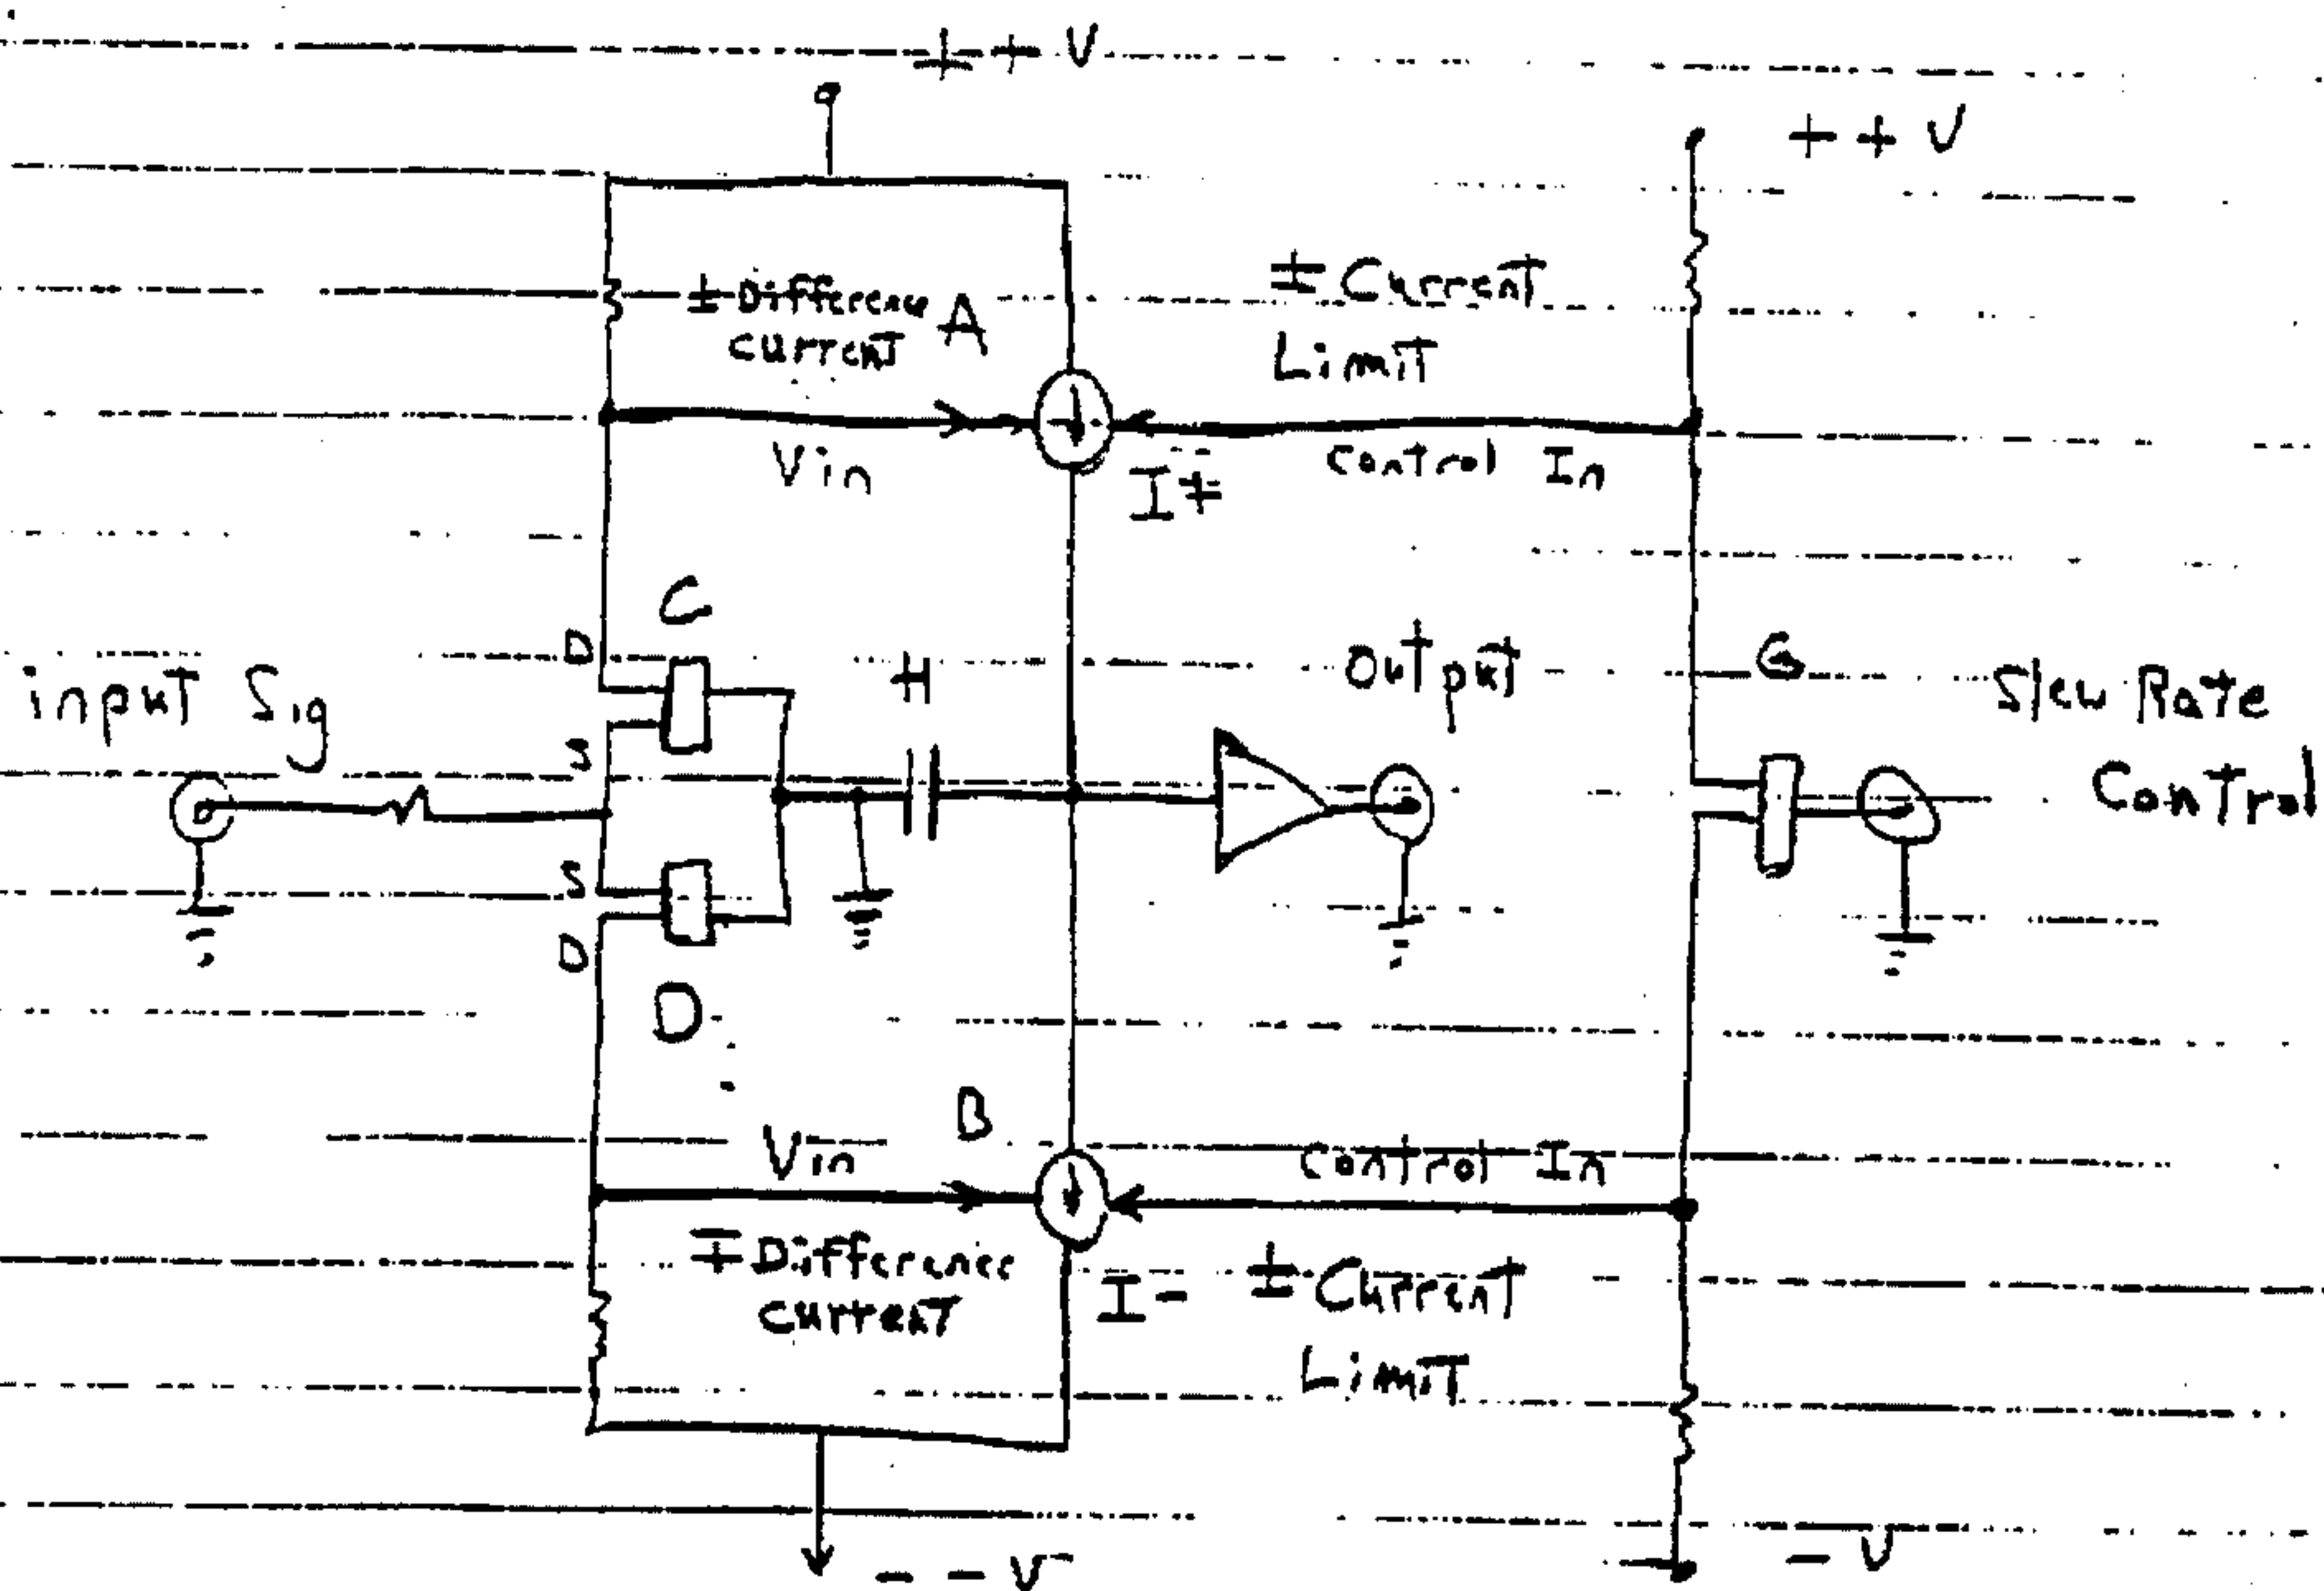 ++ V
+ + V
± Difference
current
A
± Current
Limit
Vin
I+
Control In
C
D
H
Output
G
input Sig
S
Slew Rate
Control
S
D
D
B
Vin
Control In
∓ Difference
current
I-
± Current
Limit
- - V
- V